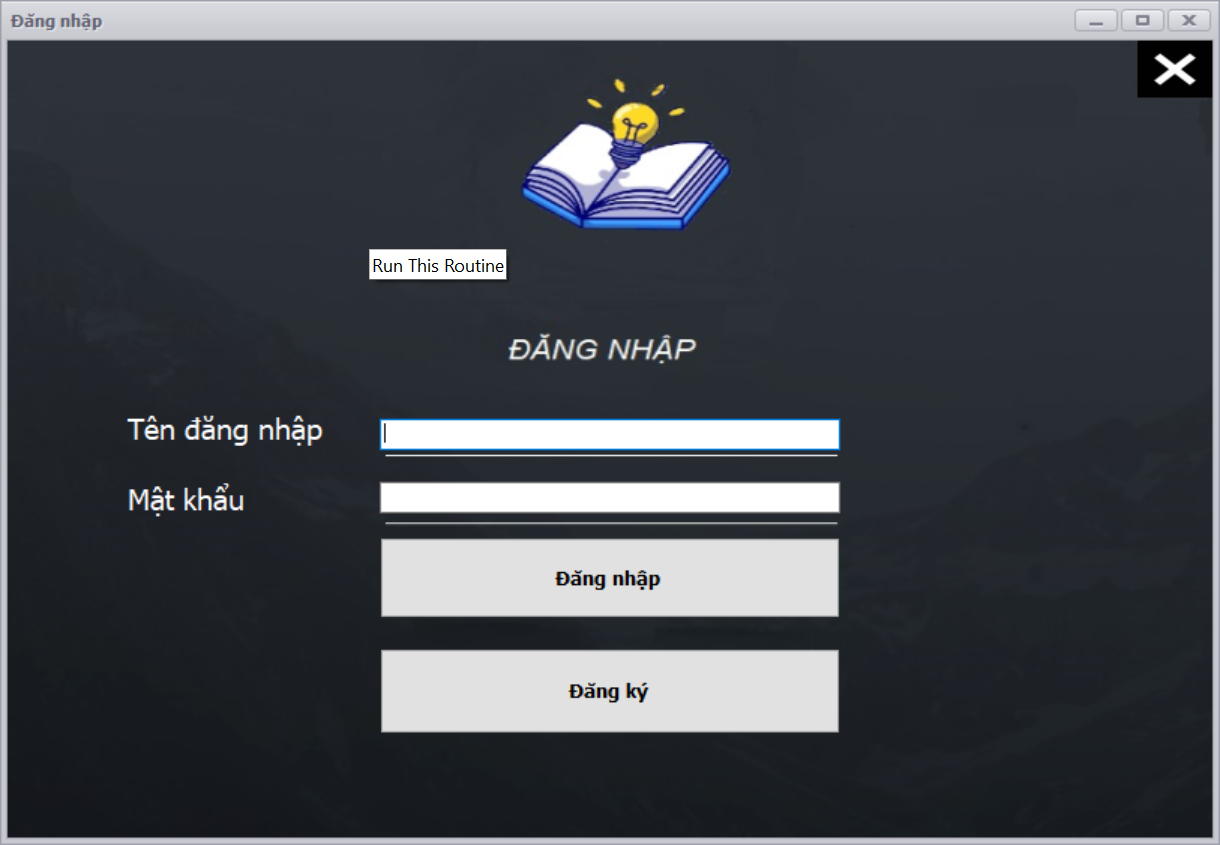 Đăng nhập
Run This Routine
ĐĂNG NHẬP
Tên đăng nhập
Mật khẩu
Đăng nhập
Đăng ký